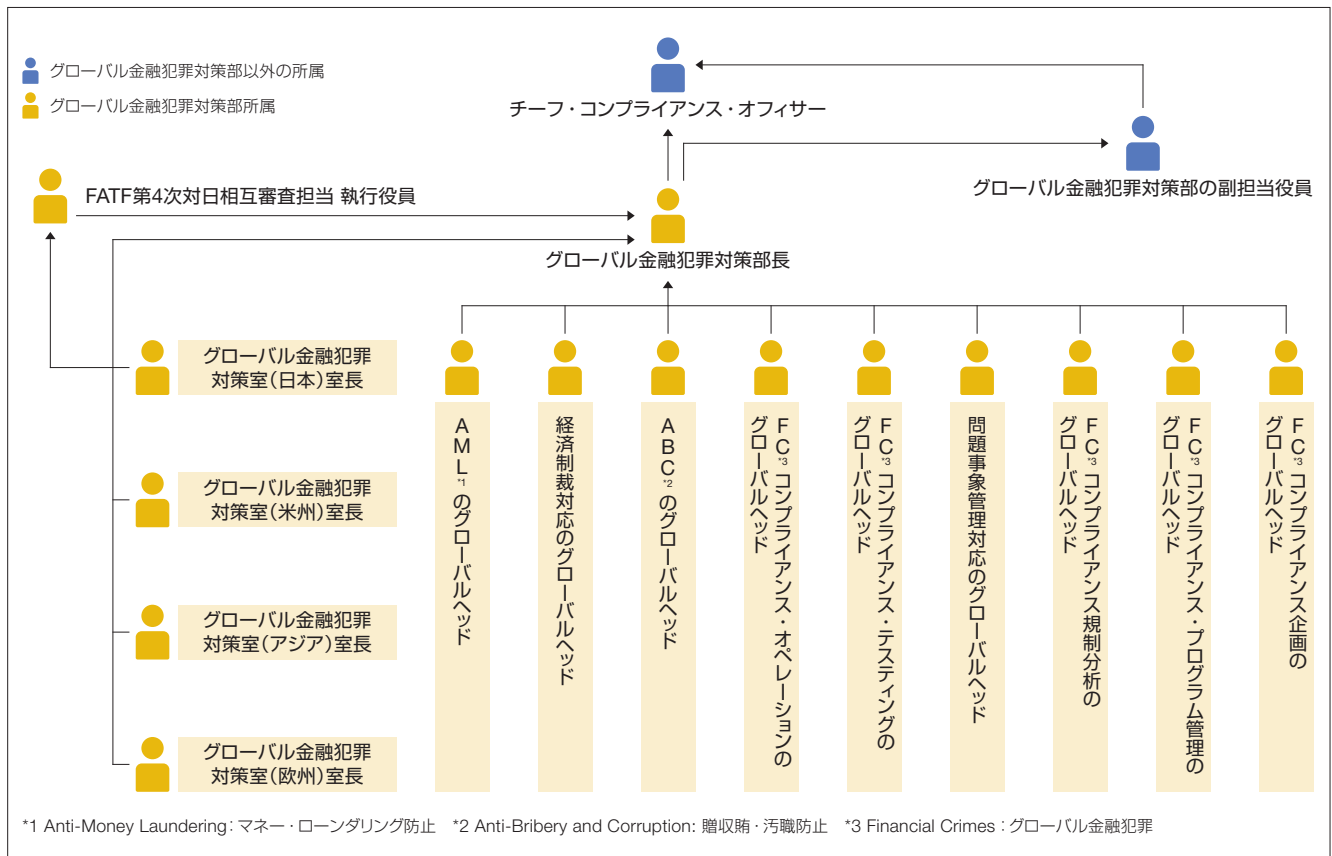 グローバル金融犯罪対策部以外の所属
グローバル金融犯罪対策部所属
チーフ・コンプライアンス・オフィサー
グローバル金融犯罪対策部の副担当役員
FATF第4次対日相互審査担当 執行役員
グローバル金融犯罪対策部長
グローバル金融犯罪
対策室(日本)室長
グローバル金融犯罪
対策室(米州)室長
グローバル金融犯罪
対策室(アジア)室長
グローバル金融犯罪
対策室(欧州)室長
AML*1のグローバルヘッド
経済制裁対応のグローバルヘッド
ABC*2のグローバルヘッド
FC*3コンプライアンス・オペレーションの
グローバルヘッド
FC*3コンプライアンス・テスティングの
グローバルヘッド
問題事象管理対応のグローバルヘッド
FC*3コンプライアンス規制分析の
グローバルヘッド
FC*3コンプライアンス・プログラム管理の
グローバルヘッド
FC*3コンプライアンス企画の
グローバルヘッド
*1 Anti-Money Laundering：マネー・ローンダリング防止 *2 Anti-Bribery and Corruption: 贈収賄・汚職防止 *3 Financial Crimes：グローバル金融犯罪